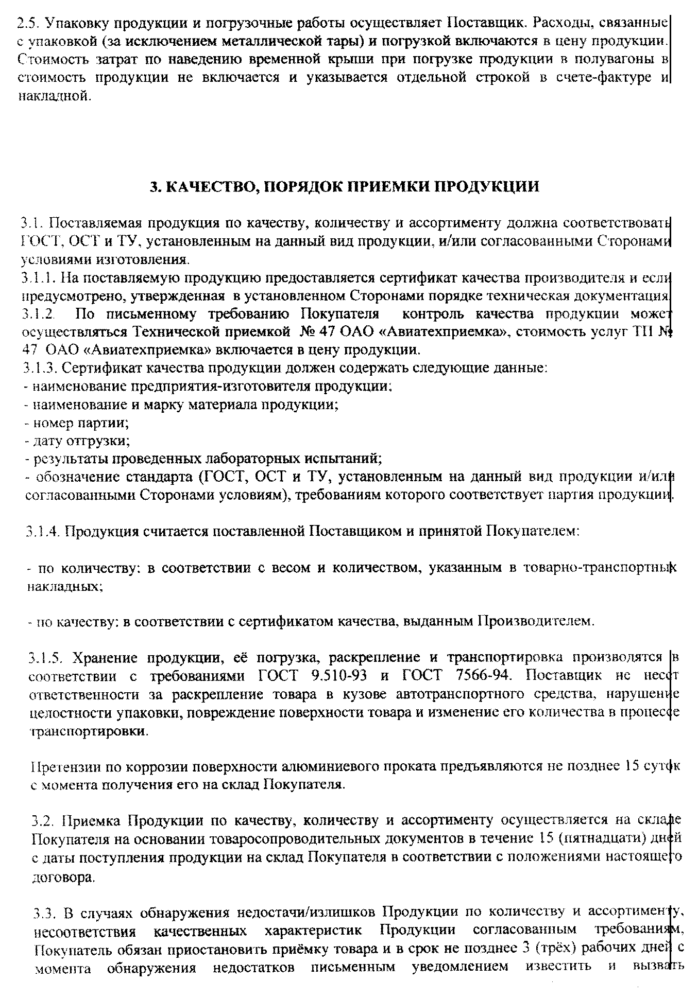 2.5. Упаковку продукции и погрузочные работы осуществляет Поставщик. Расходы, связанные
с упаковкой (за исключением металлической тары) и погрузкой включаются в цену продукции.
Стоимость затрат по наведению временной крыши при погрузке продукции в полувагоны в
стоимость продукции не включается и указывается отдельной строкой в счете-фактуре и
накладной.
3. КАЧЕСТВО, ПОРЯДОК ПРИЕМКИ ПРОДУКЦИИ
3.1. Поставляемая продукция по качеству, количеству и ассортименту должна соответствовать
ГОСТ, ОСТ и ТУ, установленным на данный вид продукции, и/или согласованными Сторонами
условиями изготовления.
3.1.1. На поставляемую продукцию предоставляется сертификат качества производителя и если
предусмотрено, утвержденная в установленном Сторонами порядке техническая документация
3.1.2. По письменному требованию Покупателя контроль качества продукции может
осуществляться Технической приемкой № 47 ОАО «Авиатехприемка», стоимость услуг ТП №
47 ОАО «Авиатехприемка» включается в цену продукции.
3.1.3. Сертификат качества продукции должен содержать следующие данные:
- наименование предприятия-изготовителя продукции;
- наименование и марку материала продукции;
- номер партии;
- дату отгрузки;
- результаты проведенных лабораторных испытаний;
- обозначение стандарта (ГОСТ, ОСТ и ТУ, установленным на данный вид продукции и/или
согласованными Сторонами условиям), требованиям которого соответствует партия продукции.
3.1.4. Продукция считается поставленной Поставщиком и принятой Покупателем:
- по количеству: в соответствии с весом и количеством, указанным в товарно-транспортных
накладных;
- по качеству: в соответствии с сертификатом качества, выданным Производителем.
3.1.5. Хранение продукции, её погрузка, раскрепление и транспортировка производятся в
соответствии с требованиями ГОСТ 9.510-93 и ГОСТ 7566-94. Поставщик не несет
ответственности за раскрепление товара в кузове автотранспортного средства, нарушение
целостности упаковки, повреждение поверхности товара и изменение его количества в процессе
транспортировки.
Претензии по коррозии поверхности алюминиевого проката предъявляются не позднее 15 суток
с момента получения его на склад Покупателя.
3.2. Приемка Продукции по качеству, количеству и ассортименту осуществляется на складе
Покупателя на основании товаросопроводительных документов в течение 15 (пятнадцати) дней
с даты поступления продукции на склад Покупателя в соответствии с положениями настоящего
договора.
3.3. В случаях обнаружения недостачи/излишков Продукции по количеству и ассортименту,
несоответствия качественных характеристик Продукции согласованным требованиям,
Покупатель обязан приостановить приёмку товара и в срок не позднее 3 (трёх) рабочих дней с
момента обнаружения недостатков письменным уведомлением известить и вызвать